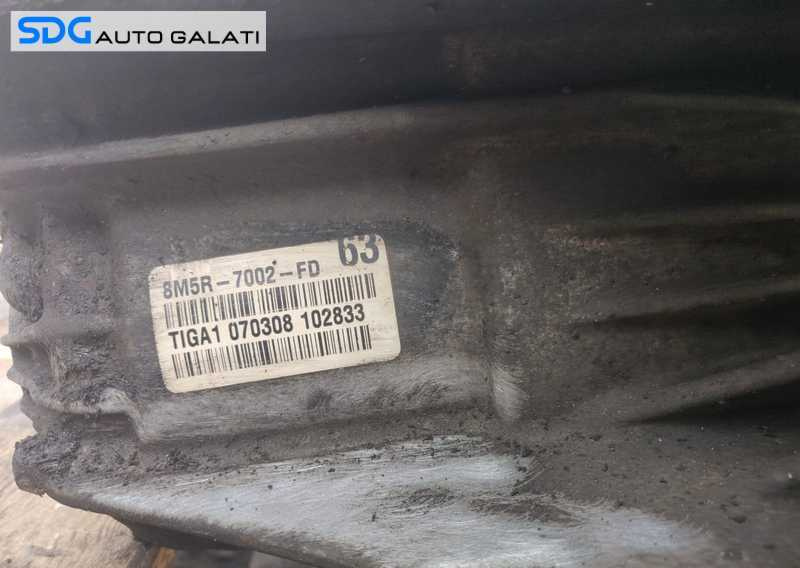 SDG AUTO GALATI
63
8M5R-7002-FD
TIGA1 070308 102833